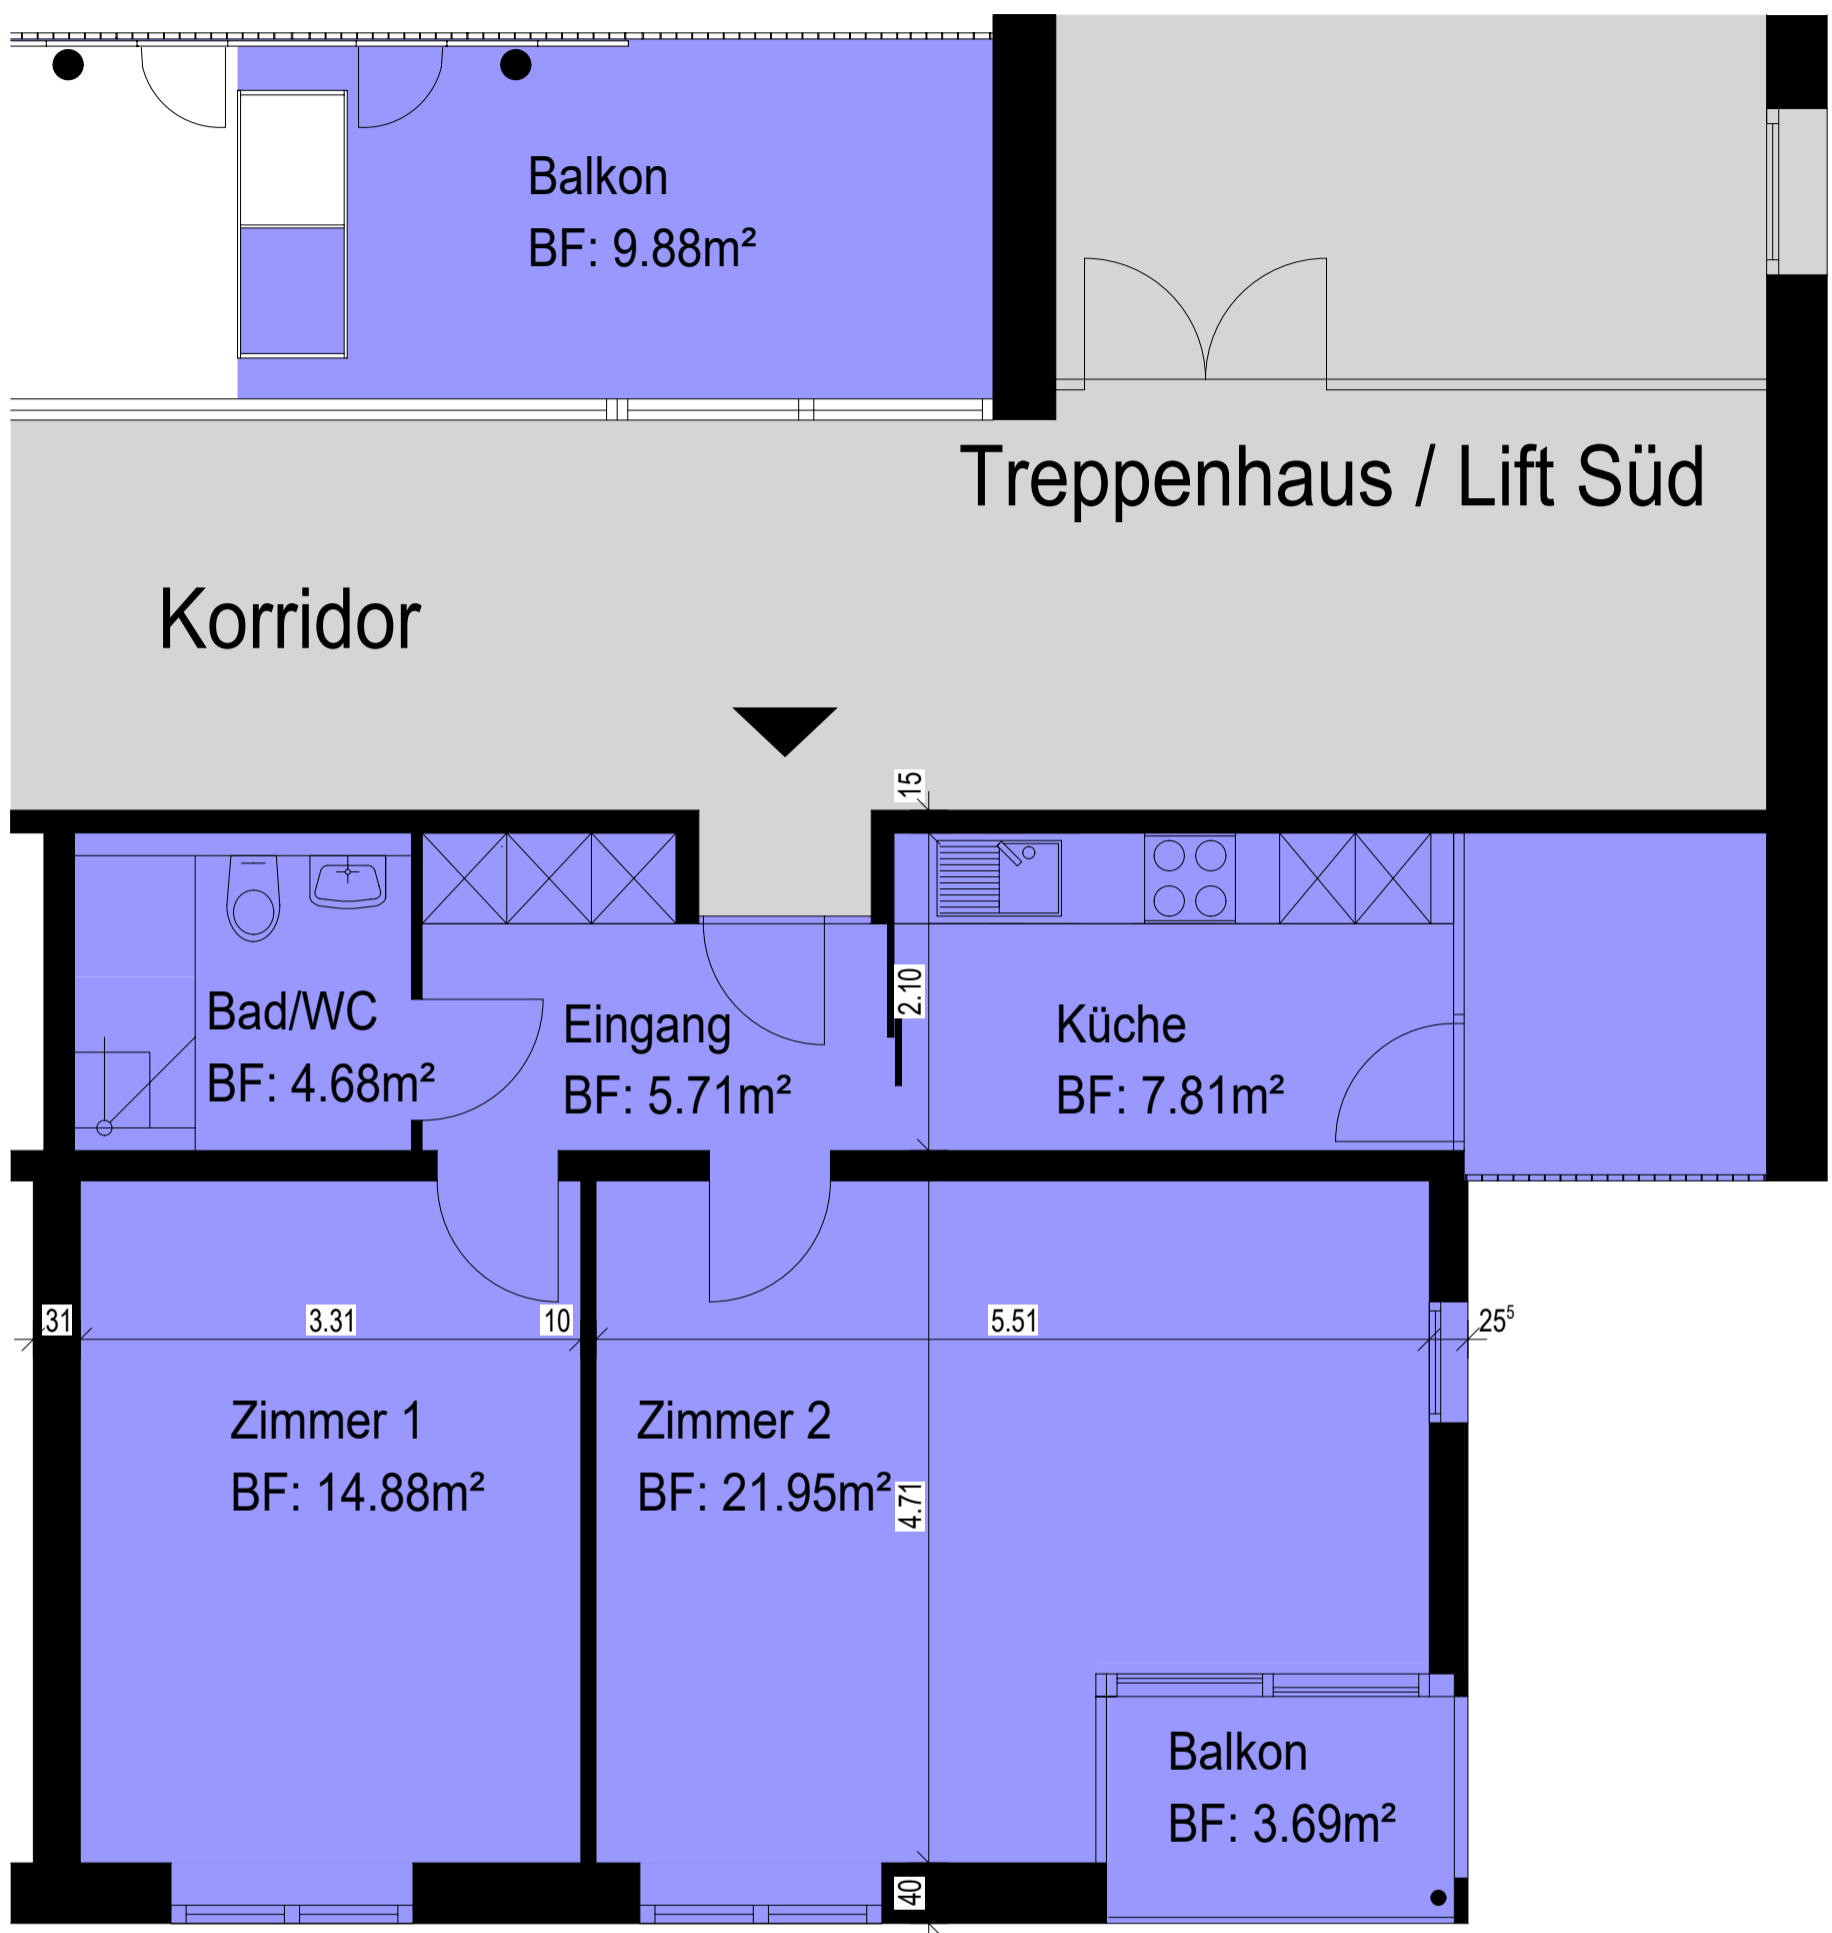 Balkon
BF: 9.88m²
Treppenhaus / Lift Süd
Korridor
15
Bad/WC
BF: 4.68m²
Eingang
BF: 5.71m²
2.10
Küche
BF: 7.81m²
31
3.31
10
5.51
25⁵
Zimmer 1
BF: 14.88m²
Zimmer 2
BF: 21.95m²
4.71
Balkon
BF: 3.69m²
40